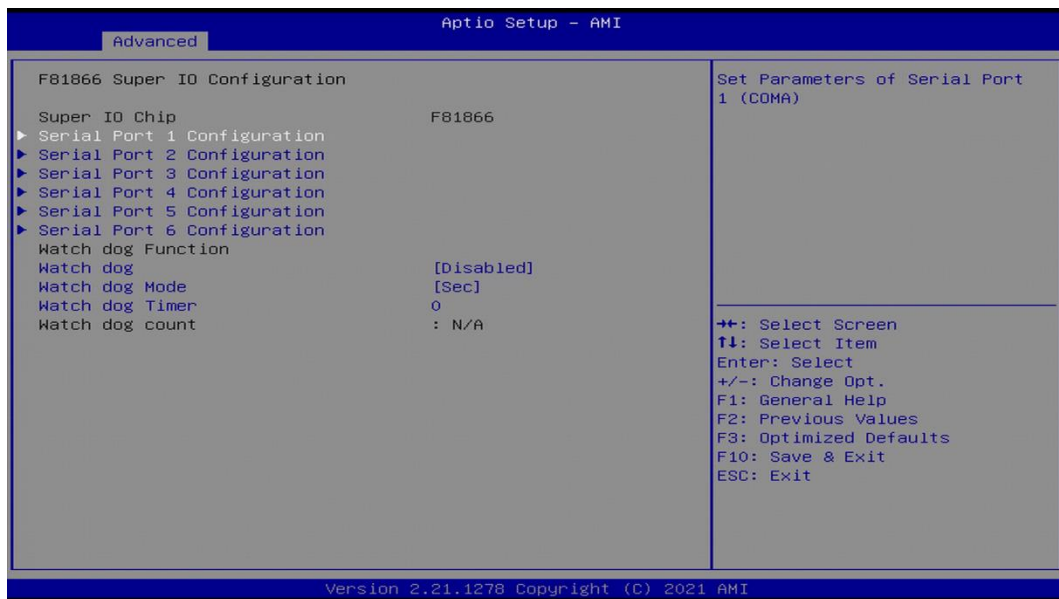 Aptio Setup – AMI
Advanced
F81866 Super IO Configuration
Super IO Chip F81866
Serial Port 1 Configuration
Serial Port 2 Configuration
Serial Port 3 Configuration
Serial Port 4 Configuration
Serial Port 5 Configuration
Serial Port 6 Configuration
Watch dog Function
Watch dog [Disabled]
Watch dog Mode [Sec]
Watch dog Timer 0
Watch dog count : N/A
Set Parameters of Serial Port
1 (COMA)
→←: Select Screen
↑↓: Select Item
Enter: Select
+/-: Change Opt.
F1: General Help
F2: Previous Values
F3: Optimized Defaults
F10: Save & Exit
ESC: Exit
Version 2.21.1278 Copyright (C) 2021 AMI